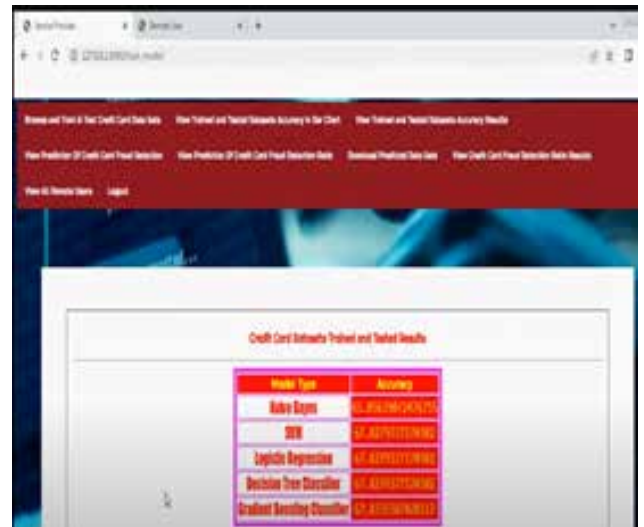 Service Provider
Remote User
Browse and Train & Test Credit Card Data Sets View Trained and Tested Datasets Accuracy in Bar Chart View Trained and Tested Datasets Accuracy Results
View Prediction Of Credit Card Fraud Detection View Prediction Of Credit Card Fraud Detection Ratio Download Predicted Data Sets View Credit Card Fraud Detection Ratio Results
View All Remote Users Logout
Credit Card Datasets Trained and Tested Results
Model Type Accuracy
Naive Bayes
SVM
Logistic Regression
Decision Tree Classifier
Gradient Boosting Classifier